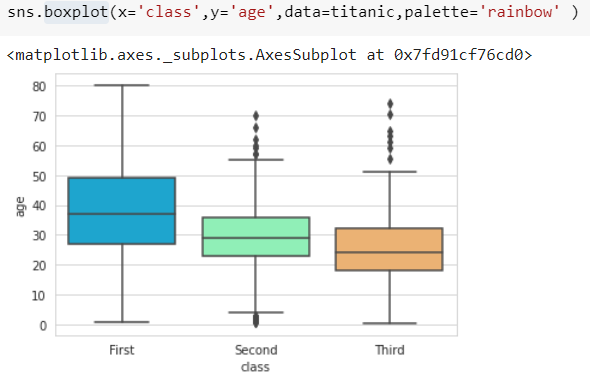 sns.boxplot(x='class',y='age',data=titanic,palette='rainbow' )
<matplotlib.axes._subplots.AxesSubplot at 0x7fd91cf76cd0>
80
70
60
50
age
40
30
20
10
0
First Second Third
class